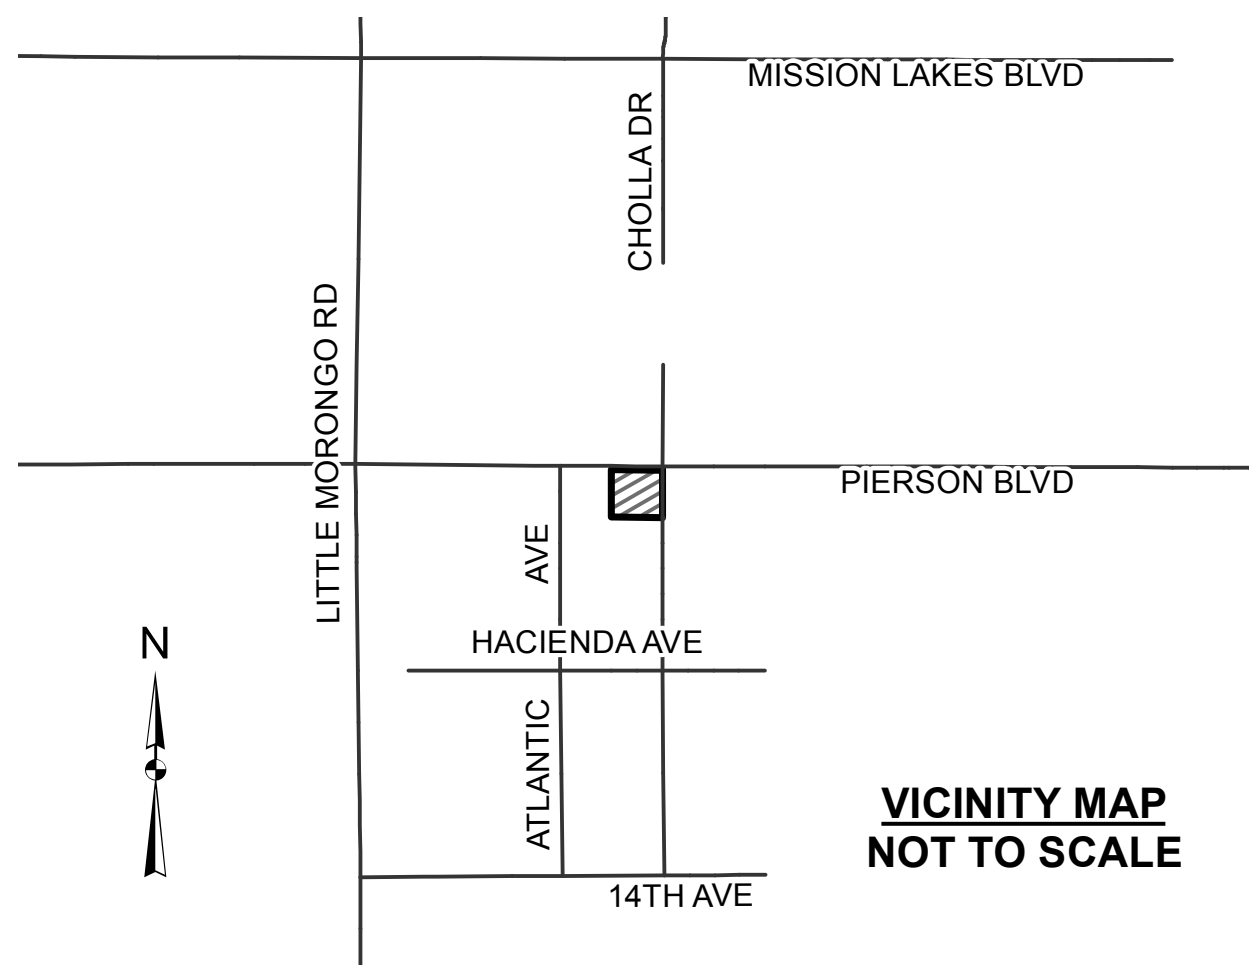 MISSION LAKES BLVD
CHOLLA DR
LITTLE MORONGO RD
PIERSON BLVD
AVE
HACIENDA AVE
N
ATLANTIC
VICINITY MAP
NOT TO SCALE
14TH AVE